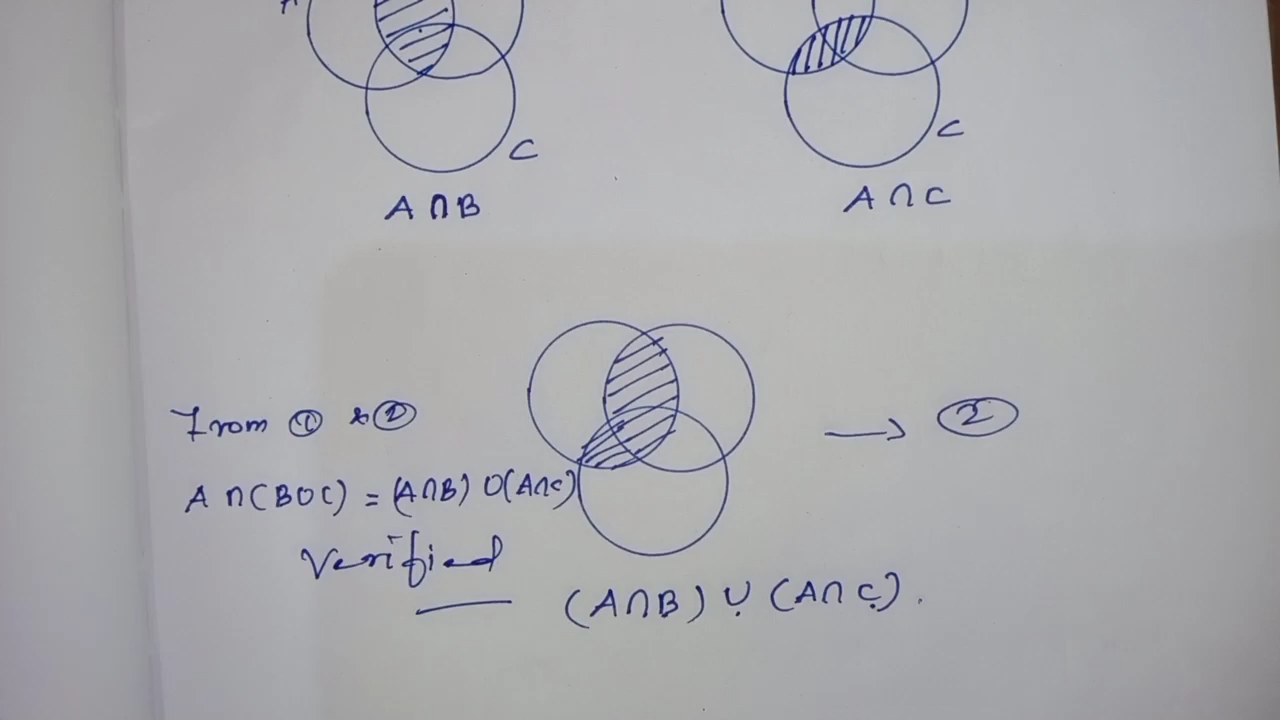 A
C
C
A ∩ B
A ∩ C
From ① & ②
→ ②
A ∩ (B ∪ C) = (A ∩ B) ∪ (A ∩ C)
Verified
(A ∩ B) ∪ (A ∩ C).